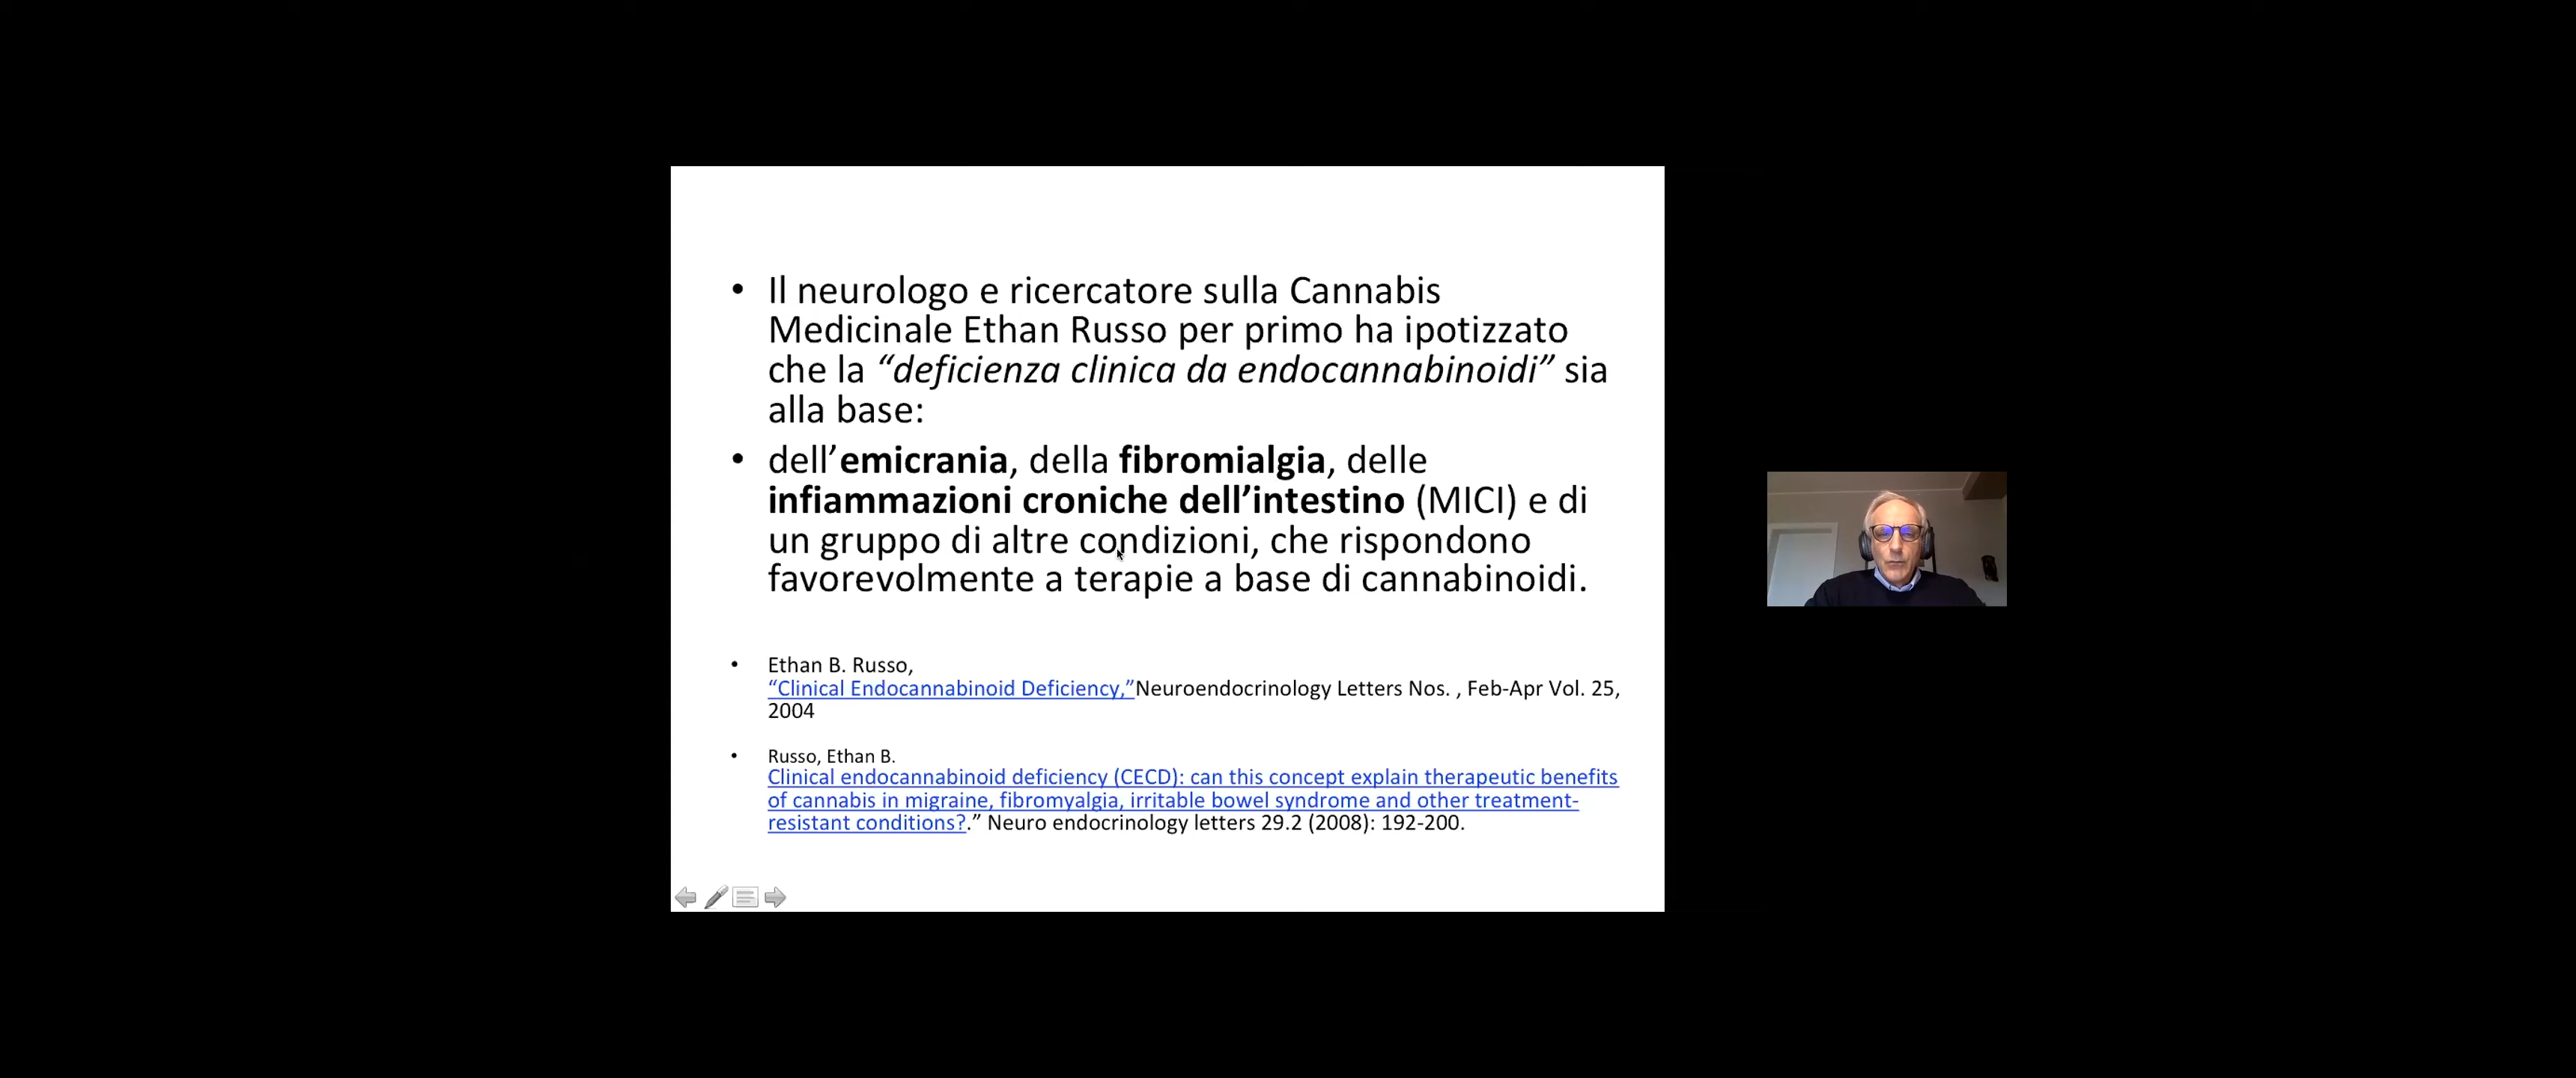 • Il neurologo e ricercatore sulla Cannabis
Medicinale Ethan Russo per primo ha ipotizzato
che la “deficienza clinica da endocannabinoidi” sia
alla base:
• dell’emicrania, della fibromialgia, delle
infiammazioni croniche dell’intestino (MICI) e di
un gruppo di altre condizioni, che rispondono
favorevolmente a terapie a base di cannabinoidi.
• Ethan B. Russo,
“Clinical Endocannabinoid Deficiency,”Neuroendocrinology Letters Nos. , Feb-Apr Vol. 25,
2004
• Russo, Ethan B.
Clinical endocannabinoid deficiency (CECD): can this concept explain therapeutic benefits
of cannabis in migraine, fibromyalgia, irritable bowel syndrome and other treatment-
resistant conditions?.” Neuro endocrinology letters 29.2 (2008): 192-200.